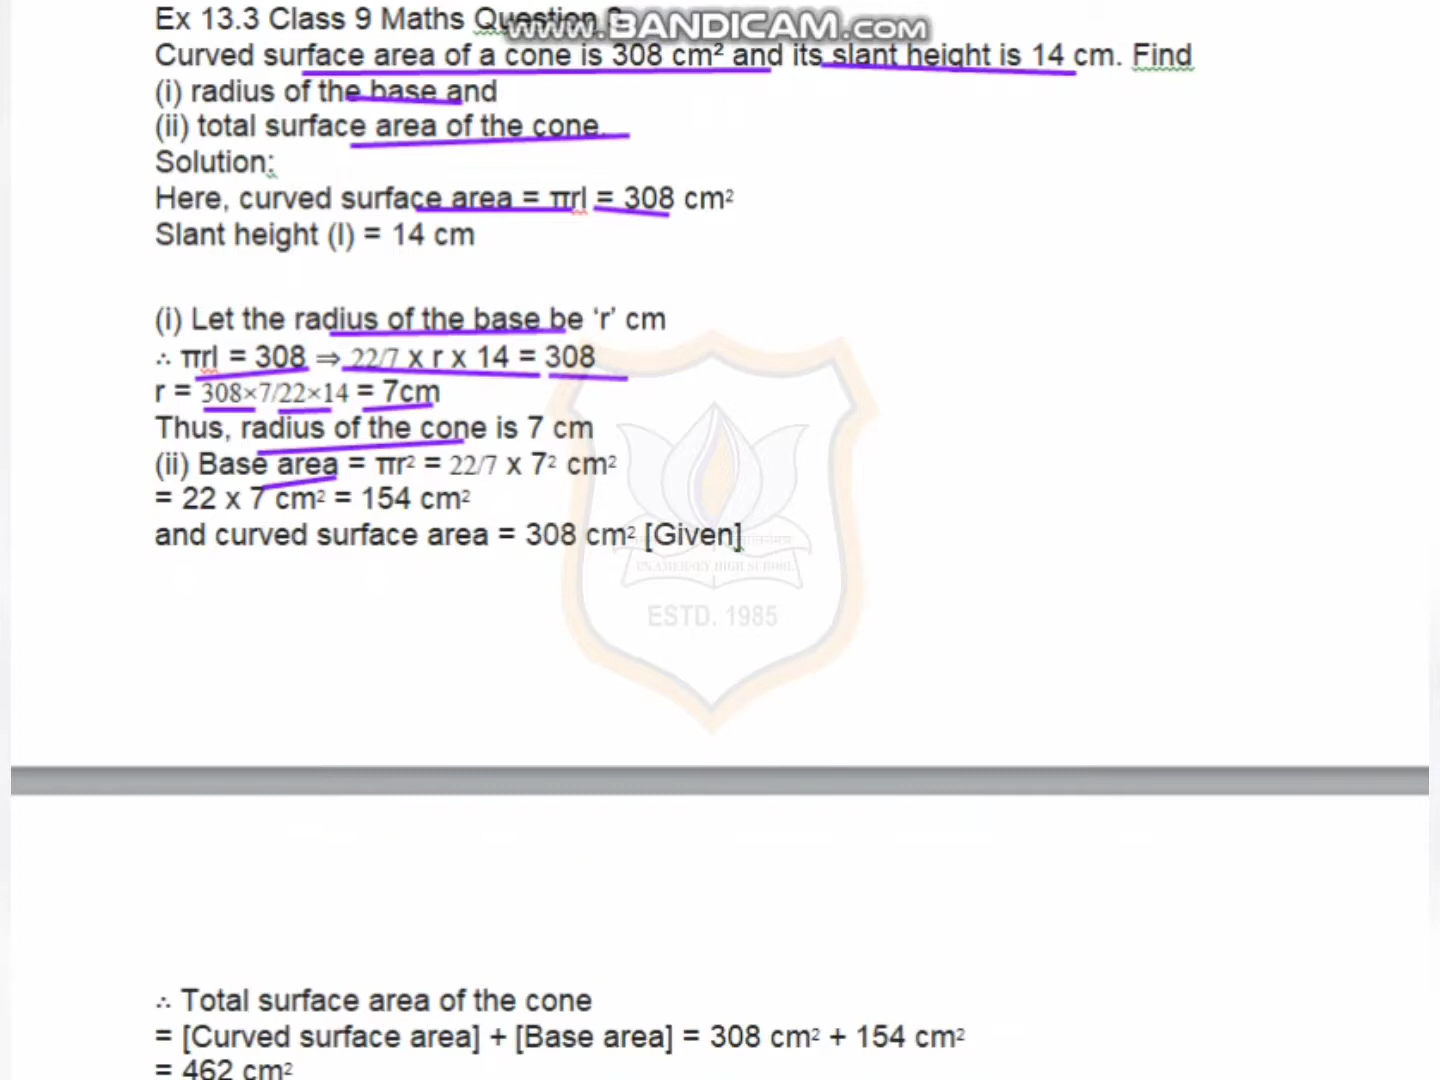 Ex 13.3 Class 9 Maths Question
www.BANDICAM.com
Curved surface area of a cone is 308 cm² and its slant height is 14 cm. Find
(i) radius of the base and
(ii) total surface area of the cone.
Solution:
Here, curved surface area = πrl = 308 cm²
Slant height (l) = 14 cm
(i) Let the radius of the base be ‘r’ cm
∴ πrl = 308 ⇒ 22/7 x r x 14 = 308
r = 308×7/22×14 = 7cm
Thus, radius of the cone is 7 cm
(ii) Base area = πr² = 22/7 x 7² cm²
= 22 x 7 cm² = 154 cm²
and curved surface area = 308 cm² [Given]
HIGH SCHOOL
ESTD. 1985
∴ Total surface area of the cone
= [Curved surface area] + [Base area] = 308 cm² + 154 cm²
= 462 cm²